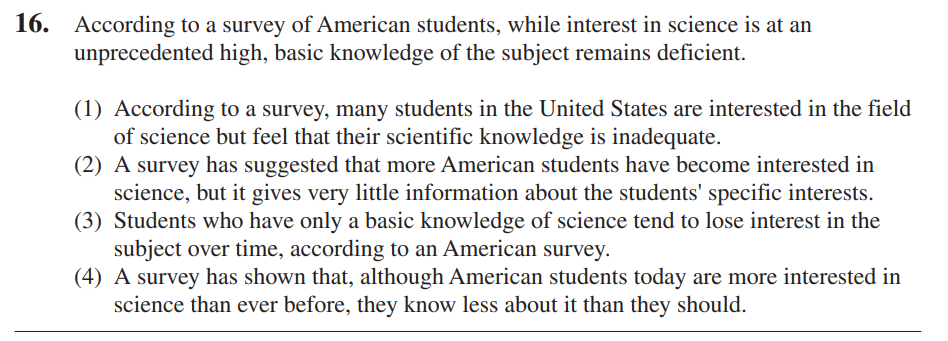 16. According to a survey of American students, while interest in science is at an
unprecedented high, basic knowledge of the subject remains deficient.
(1) According to a survey, many students in the United States are interested in the field
of science but feel that their scientific knowledge is inadequate.
(2) A survey has suggested that more American students have become interested in
science, but it gives very little information about the students' specific interests.
(3) Students who have only a basic knowledge of science tend to lose interest in the
subject over time, according to an American survey.
(4) A survey has shown that, although American students today are more interested in
science than ever before, they know less about it than they should.